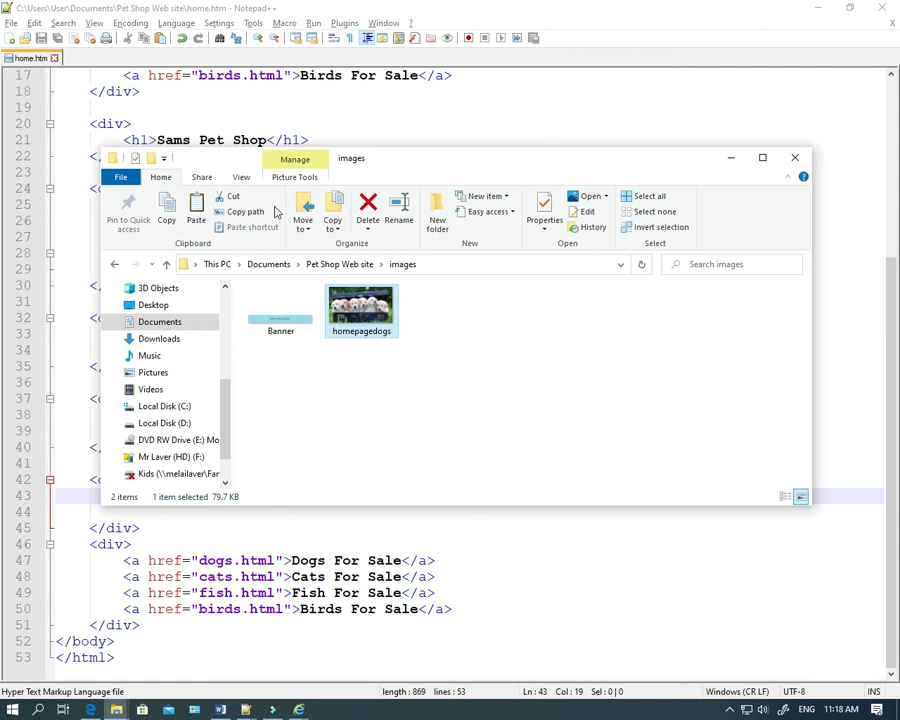 C:\Users\User\Documents\Pet Shop Web site\home.htm - Notepad++
File Edit Search View Encoding Language Settings Tools Macro Run Plugins Window ?
home.htm
17 <a href="birds.html">Birds For Sale</a>
18 </div>
19
20 <div>
21 <h1>Sams Pet Shop</h1>
22
23
24
25
26
27
28
29
30
31
32
33
34
35
36
37
38
39
40
41
42
43
44
45 </div>
46 <div>
47 <a href="dogs.html">Dogs For Sale</a>
48 <a href="cats.html">Cats For Sale</a>
49 <a href="fish.html">Fish For Sale</a>
50 <a href="birds.html">Birds For Sale</a>
51 </div>
52 </body>
53 </html>
Manage images
File Home Share View Picture Tools
Pin to Quick access
Copy
Paste
Cut
Copy path
Paste shortcut
Clipboard
Move to
Copy to
Delete
Rename
Organize
New folder
New item
Easy access
New
Properties
Open
Edit
History
Open
Select all
Select none
Invert selection
Select
This PC > Documents > Pet Shop Web site > images
Search images
3D Objects
Desktop
Documents
Downloads
Music
Pictures
Videos
Local Disk (C:)
Local Disk (D:)
DVD RW Drive (E:) Mo
Mr Laver (HD) (F:)
Kids (\\melailaver\Far
Banner
homepagedogs
2 items 1 item selected 79.7 KB
Hyper Text Markup Language file length : 869 lines : 53 Ln : 43 Col : 19 Sel : 0 | 0 Windows (CR LF) UTF-8 INS
ENG 11:18 AM